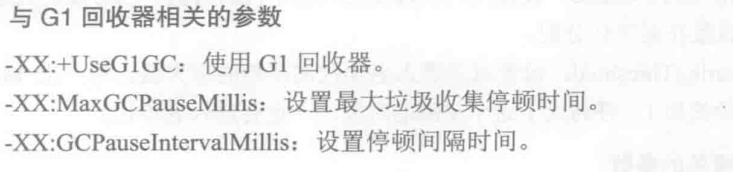 与 G1 回收器相关的参数
-XX:+UseG1GC：使用 G1 回收器。
-XX:MaxGCPauseMillis：设置最大垃圾收集停顿时间。
-XX:GCPauseIntervalMillis：设置停顿间隔时间。